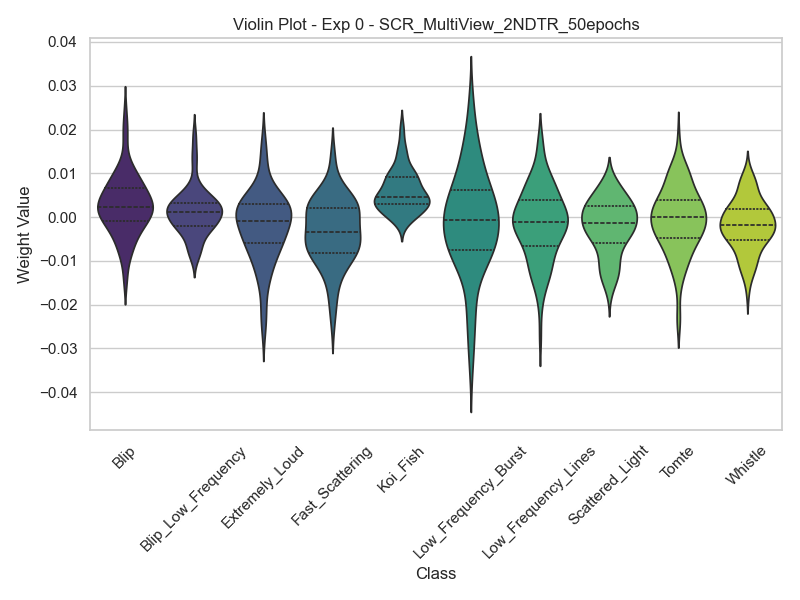 Violin Plot - Exp 0 - SCR_MultiView_2NDTR_50epochs
0.04
0.03
0.02
0.01
0.00
−0.01
−0.02
−0.03
−0.04
Weight Value
Blip
Blip_Low_Frequency
Extremely_Loud
Fast_Scattering
Koi_Fish
Low_Frequency_Burst
Low_Frequency_Lines
Scattered_Light
Tomte
Whistle
Class